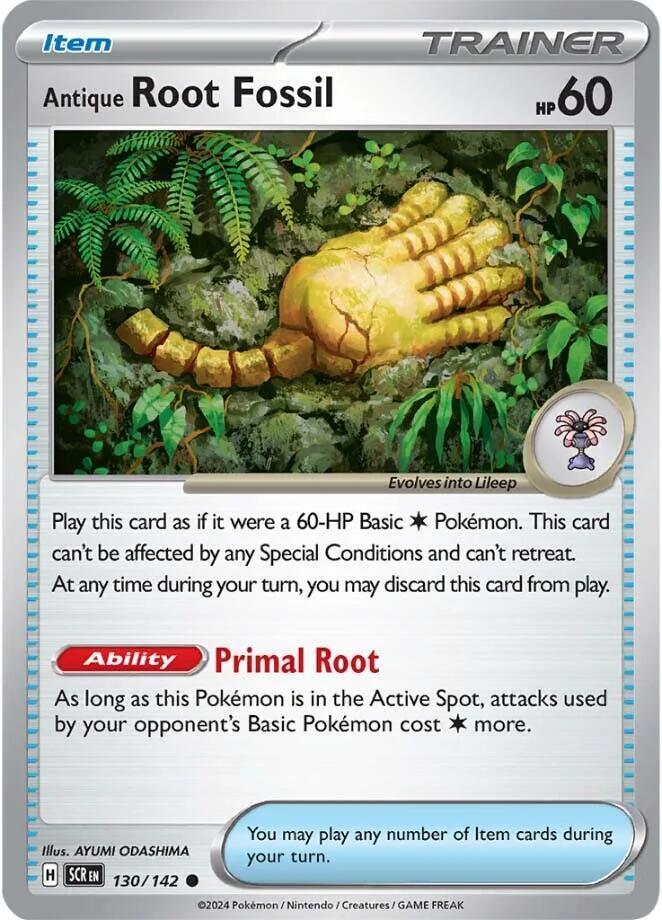 Item
TRAINER
Antique Root Fossil
HP60
Evolves into Lileep
Play this card as if it were a 60-HP Basic Pokémon. This card
can't be affected by any Special Conditions and can't retreat.
At any time during your turn, you may discard this card from play.
Ability Primal Root
As long as this Pokémon is in the Active Spot, attacks used
by your opponent's Basic Pokémon cost more.
You may play any number of Item cards during
your turn.
Illus. AYUMI ODASHIMA
H SCR EN 130/142
©2024 Pokémon / Nintendo / Creatures / GAME FREAK